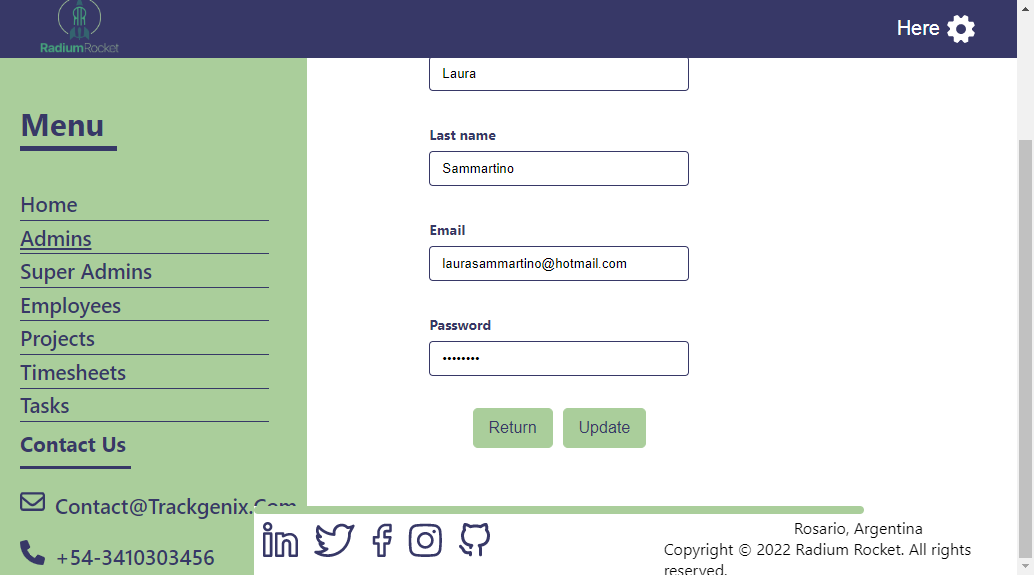 RadiumRocket
Here
Menu
Home
Admins
Super Admins
Employees
Projects
Timesheets
Tasks
Contact Us
Contact@Trackgenix.Com
+54-3410303456
Laura
Last name
Sammartino
Email
laurasammartino@hotmail.com
Password
••••••••
Return
Update
Rosario, Argentina
Copyright © 2022 Radium Rocket. All rights
reserved.